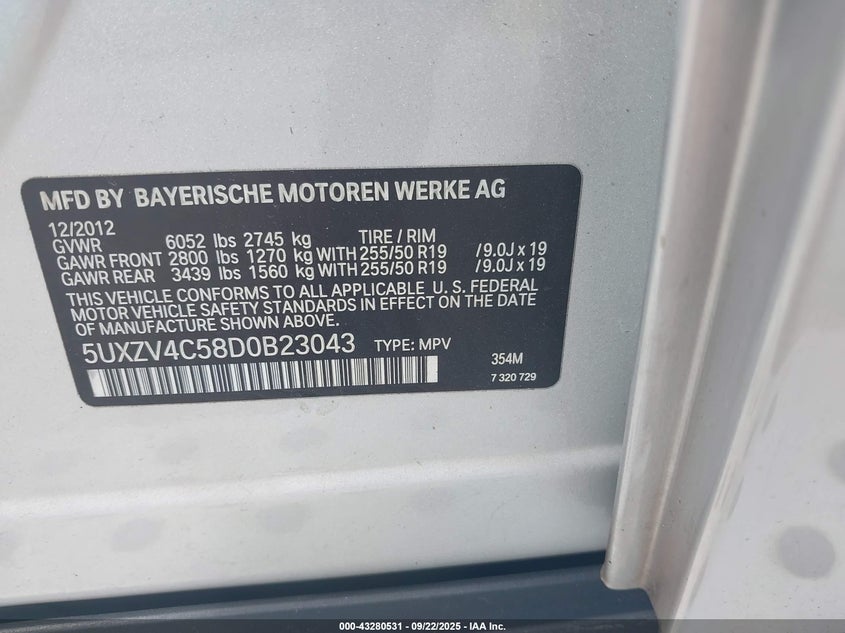 MFD BY BAYERISCHE MOTOREN WERKE AG
12/2012
GVWR 6052 lbs 2745 kg TIRE / RIM
GAWR FRONT 2800 lbs 1270 kg WITH 255/50 R19 /9.0J x 19
GAWR REAR 3439 lbs 1560 kg WITH 255/50 R19 /9.0J x 19
THIS VEHICLE CONFORMS TO ALL APPLICABLE U. S. FEDERAL
MOTOR VEHICLE SAFETY STANDARDS IN EFFECT ON THE DATE
OF MANUFACTURE SHOWN ABOVE.
5UXZV4C58D0B23043 TYPE: MPV
354M
7 320 729
000-43280531 - 09/22/2025 - IAA Inc.